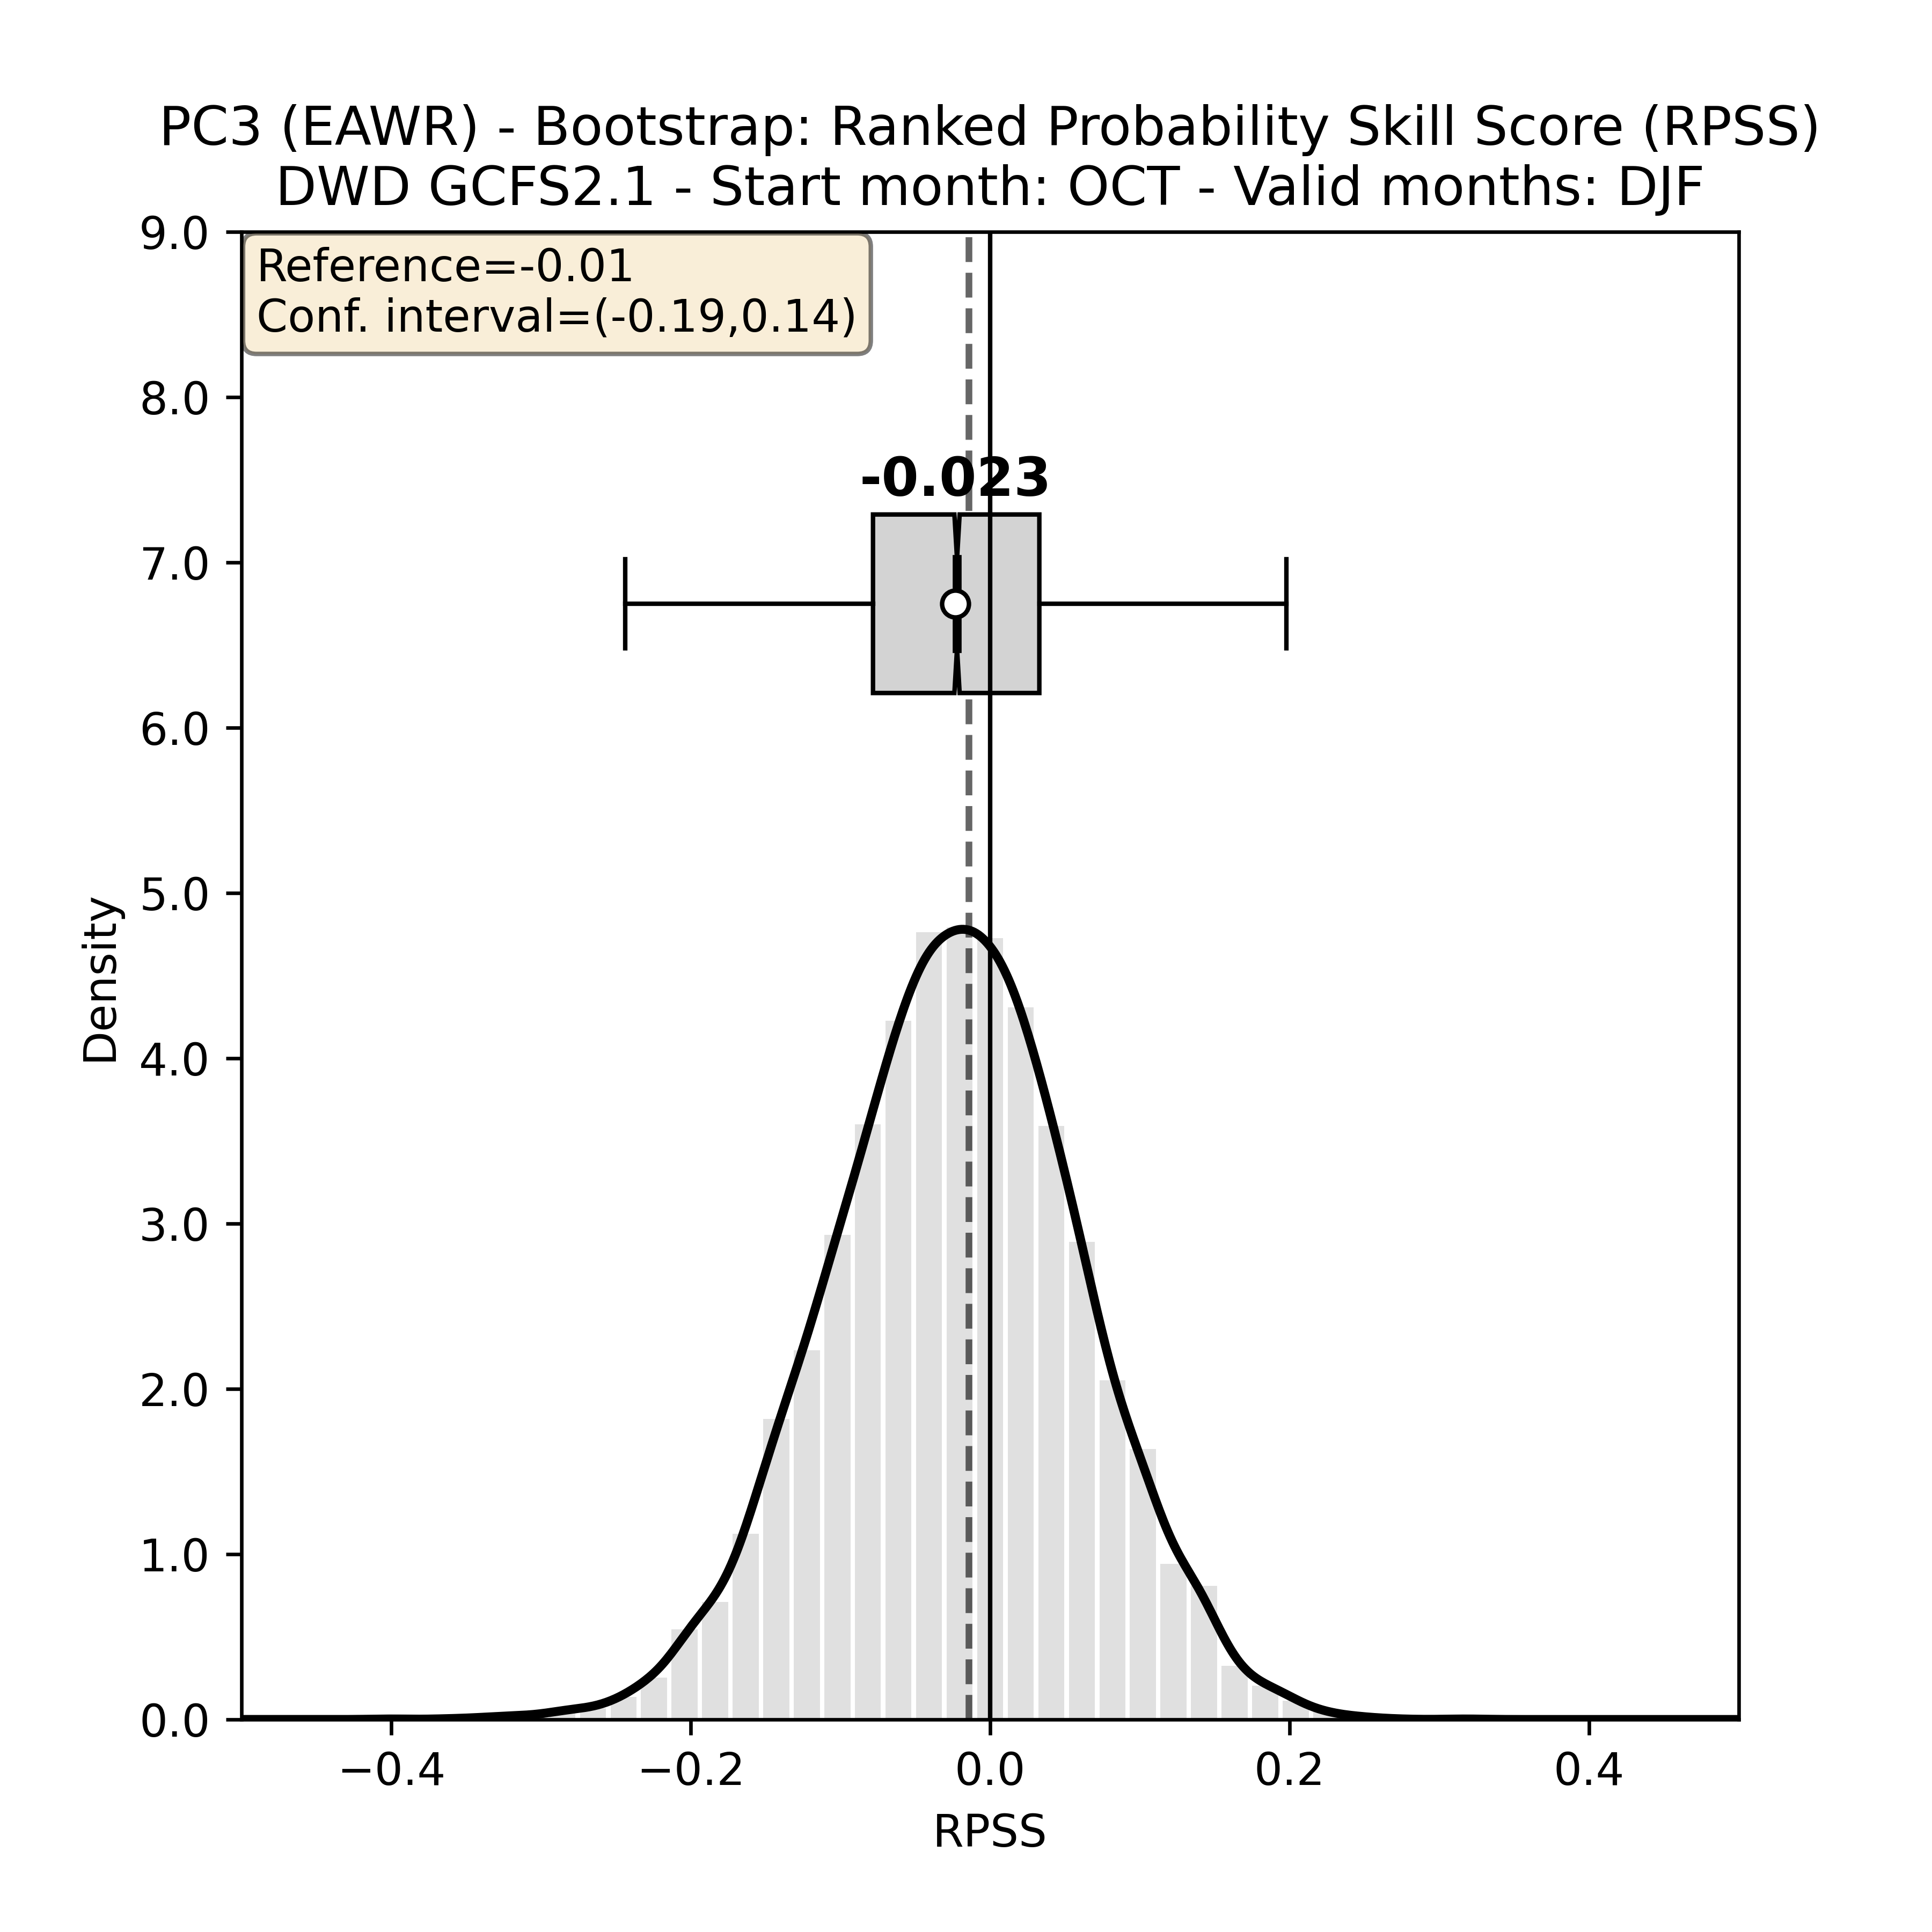 PC3 (EAWR) - Bootstrap: Ranked Probability Skill Score (RPSS)
DWD GCFS2.1 - Start month: OCT - Valid months: DJF
9.0
Reference=-0.01
Conf. interval=(-0.19,0.14)
8.0
-0.023
7.0
6.0
5.0
Density
4.0
3.0
2.0
1.0
0.0
−0.4 −0.2 0.0 0.2 0.4
RPSS